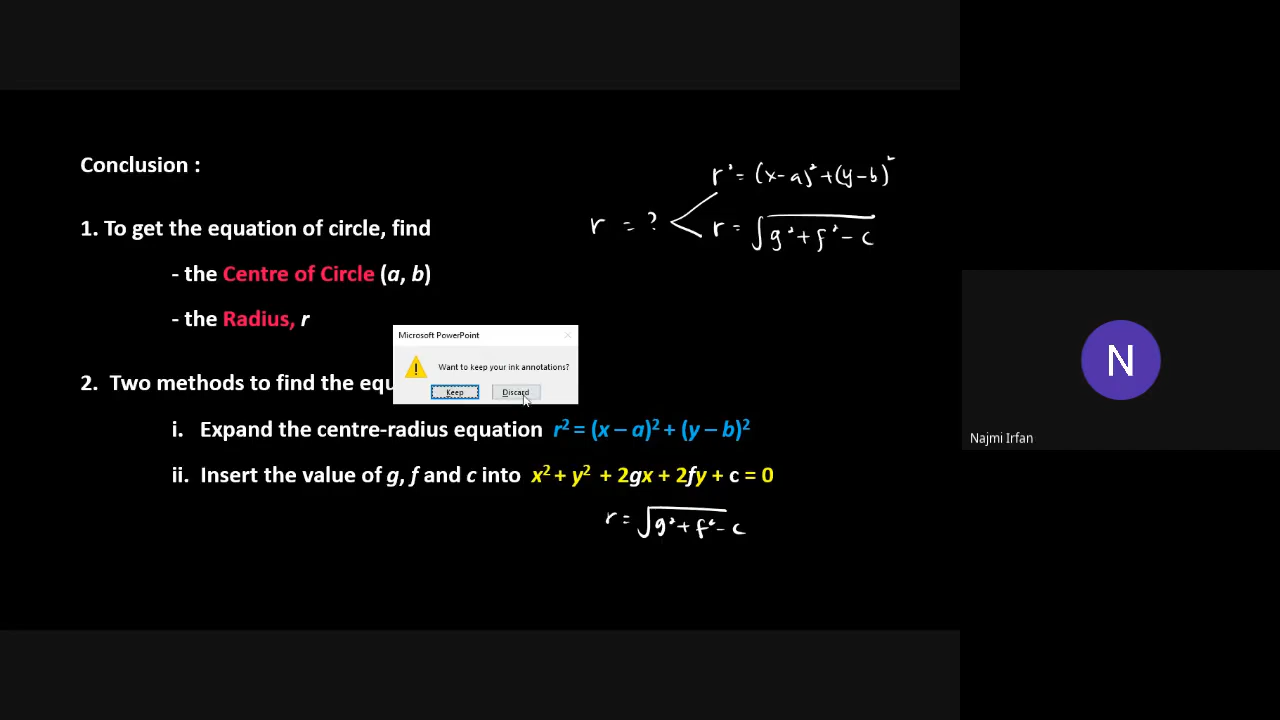 Conclusion :
r² = (x-a)² + (y-b)²
1. To get the equation of circle, find
r = ?
r = √g² + f² - c
- the Centre of Circle (a, b)
- the Radius, r
Microsoft PowerPoint
Want to keep your ink annotations?
Keep Discard
2. Two methods to find the equ
i. Expand the centre-radius equation r² = (x – a)² + (y – b)²
ii. Insert the value of g, f and c into x² + y² + 2gx + 2fy + c = 0
r = √g² + f² - c
N
Najmi Irfan